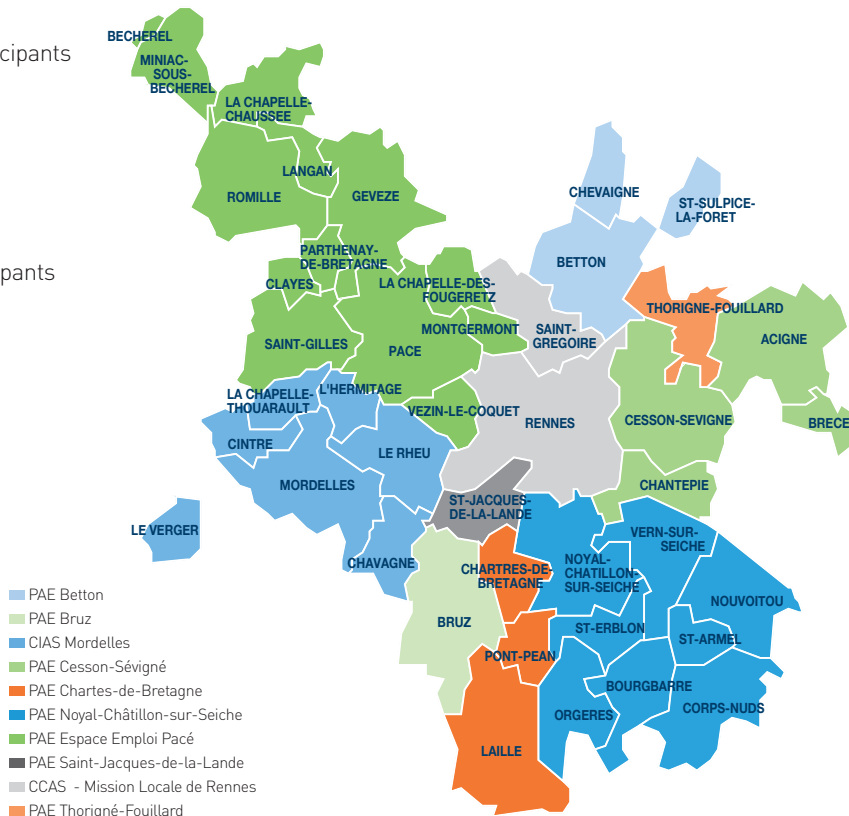 cipants
pants
BECHEREL
MINIAC-
SOUS-
BECHEREL
LA CHAPELLE-
CHAUSSEE
LANGAN
ROMILLE
GEVEZE
CHEVAIGNE
ST-SULPICE-
LA-FORET
PARTHENAY-
DE-BRETAGNE
BETTON
CLAYES
LA CHAPELLE-DES-
FOUGERETZ
THORIGNE-FOUILLARD
MONTGERMONT
SAINT-
GREGOIRE
ACIGNE
SAINT-GILLES
PACE
LA CHAPELLE-
THOUARAULT
L'HERMITAGE
VEZIN-LE-COQUET
RENNES
CESSON-SEVIGNE
BRECE
CINTRE
LE RHEU
MORDELLES
CHANTEPIE
ST-JACQUES-
DE-LA-LANDE
LE VERGER
VERN-SUR-
SEICHE
CHAVAGNE
CHARTRES-DE-
BRETAGNE
NOYAL-
CHATILLON-
SUR-SEICHE
NOUVOITOU
BRUZ
ST-ERBLON
ST-ARMEL
PONT-PEAN
BOURGBARRE
ORGERES
CORPS-NUDS
LAILLE
PAE Betton
PAE Bruz
CIAS Mordelles
PAE Cesson-Sévigné
PAE Chartes-de-Bretagne
PAE Noyal-Châtillon-sur-Seiche
PAE Espace Emploi Pacé
PAE Saint-Jacques-de-la-Lande
CCAS - Mission Locale de Rennes
PAE Thorigné-Fouillard